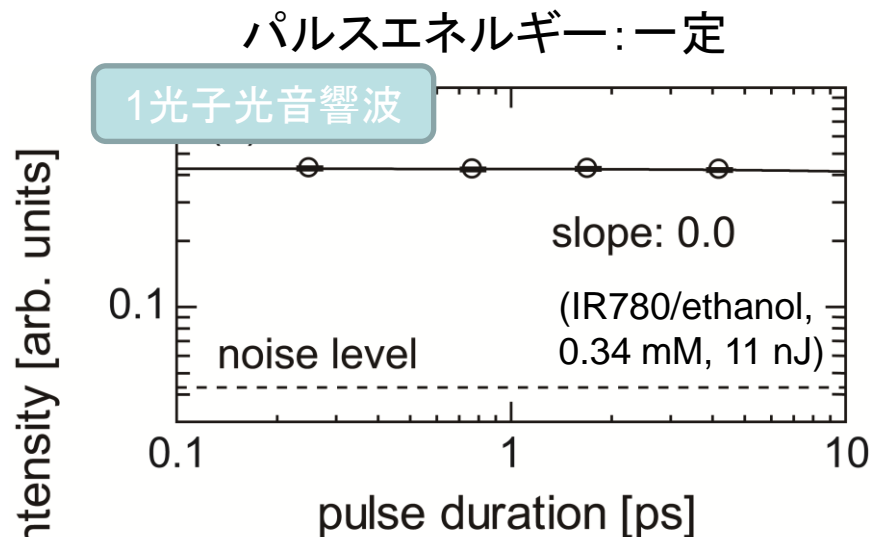 パルスエネルギー：一定
1光子光音響波
slope: 0.0
0.1
(IR780/ethanol,
0.34 mM, 11 nJ)
noise level
0.1
1
10
pulse duration [ps]
ntensity [arb. units]